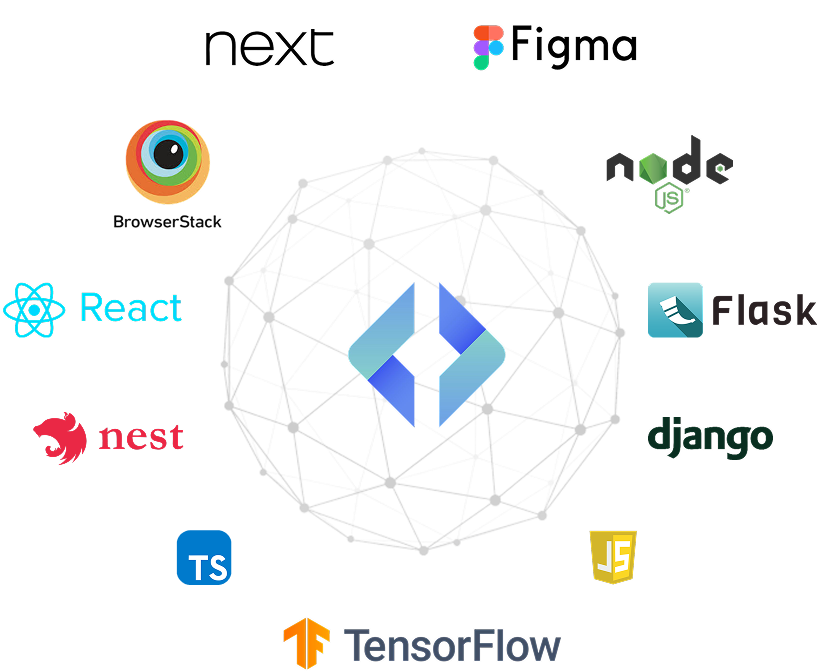 next
Figma
BrowserStack
node
JS
React
Flask
nest
django
TS
JS
TensorFlow